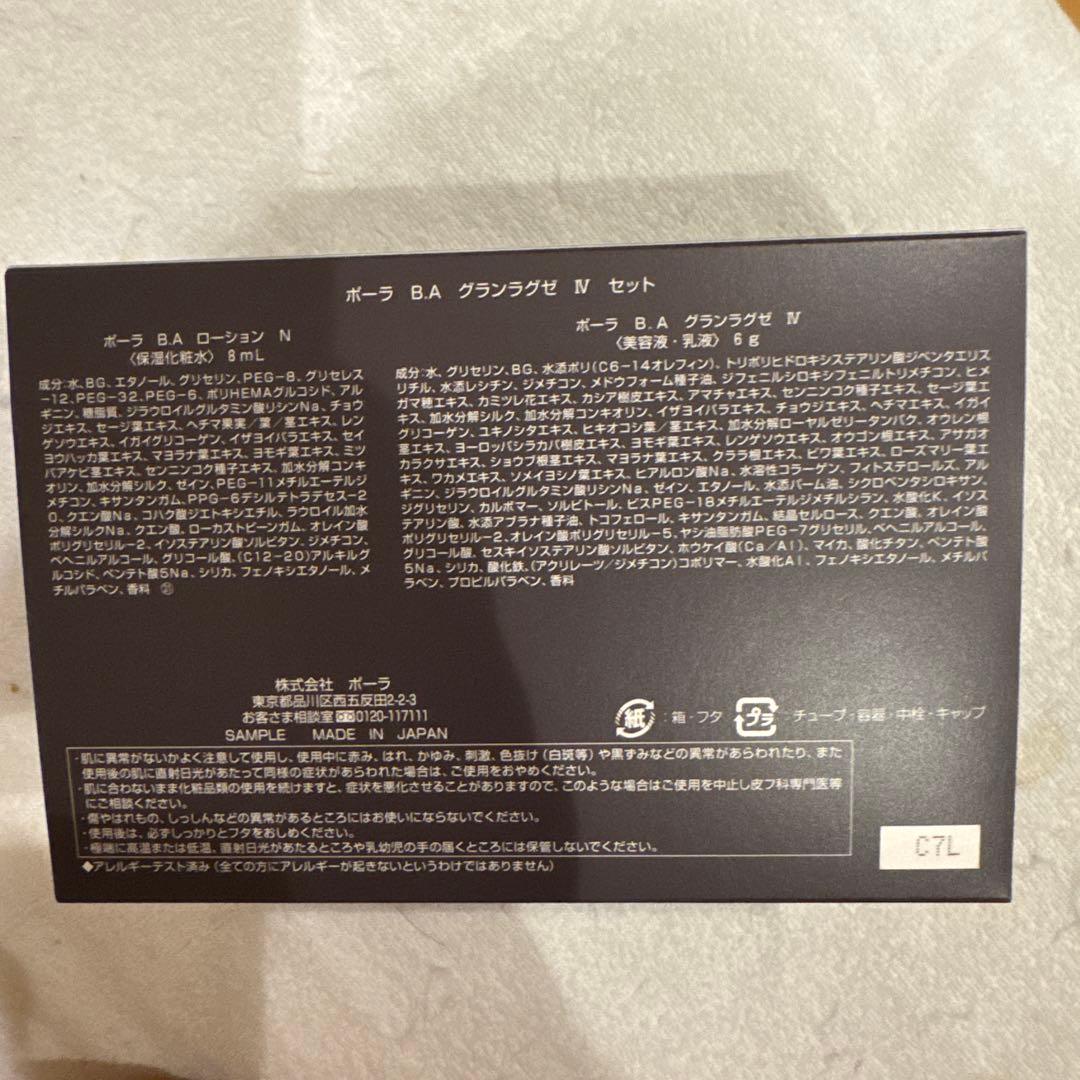 ポーラ B.A グランラグゼ Ⅳ セット
ポーラ B.A ローション N
〈保湿化粧水〉 8mL
成分:水、BG、エタノール、グリセリン、PEG-8、グリセレス
-12、PEG-32、PEG-6、ポリHEMAグルコシド、アル
ギニン、糖脂質、ジラウロイルグルタミン酸リシンNa、チョウ
ジエキス、セージ葉エキス、ヘチマ果実/葉/茎エキス、レン
ゲソウエキス、イガイグリコーゲン、イザヨイバラエキス、セイ
ヨウハッカ葉エキス、マヨラナ葉エキス、ヨモギ葉エキス、ミツ
バアケビ茎エキス、センニンコク種子エキス、加水分解コンキ
オリン、加水分解シルク、ゼイン、PEG-11メチルエーテルジ
メチコン、キサンタンガム、PPG-6デシルテトラデセス-2
0、クエン酸Na、コハク酸ジエトキシエチル、ラウロイル加水
分解シルクNa、クエン酸、ローカストビーンガム、オレイン酸
ポリグリセリル-2、イソステアリン酸ソルビタン、ジメチコン、
ベヘニルアルコール、グリコール酸、(C12-20)アルキルグ
ルコシド、ペンテト酸5Na、シリカ、フェノキシエタノール、メ
チルパラベン、香料
ポーラ B.A グランラグゼ Ⅳ
〈美容液・乳液〉 6g
成分:水、グリセリン、BG、水添ポリ(C6-14オレフィン)、トリポリヒドロキシステアリン酸ジペンタエリス
リチル、水添レシチン、ジメチコン、メドウフォーム種子油、ジフェニルシロキシフェニルトリメチコン、ヒメ
ガマ穂エキス、カミツレ花エキス、カシア樹皮エキス、アマチャエキス、センニンコク種子エキス、セージ葉エ
キス、加水分解シルク、加水分解コンキオリン、イザヨイバラエキス、チョウジエキス、ヘチマエキス、イガイ
グリコーゲン、ユキノシタエキス、ヒキオコシ葉/茎エキス、加水分解ローヤルゼリータンパク、オウレン根
茎エキス、ヨーロッパシラカバ樹皮エキス、ヨモギ葉エキス、レンゲソウエキス、オウゴン根エキス、アサガオ
カラクサエキス、ショウブ根茎エキス、マヨラナ葉エキス、クララ根エキス、ビワ葉エキス、ローズマリー葉エ
キス、ワカメエキス、ソメイヨシノ葉エキス、ヒアルロン酸Na、水溶性コラーゲン、フィトステロールズ、アル
ギニン、ジラウロイルグルタミン酸リシンNa、ゼイン、エタノール、水添パーム油、シクロペンタシロキサン、
ジグリセリン、カルボマー、ソルビトール、ビスPEG-18メチルエーテルジメチルシラン、水酸化K、イソス
テアリン酸、水添アブラナ種子油、トコフェロール、キサンタンガム、結晶セルロース、クエン酸、オレイン酸
ポリグリセリル-2、オレイン酸ポリグリセリル-5、ヤシ油脂肪酸PEG-7グリセリル、ベヘニルアルコール、
グリコール酸、セスキイソステアリン酸ソルビタン、ホウケイ酸(Ca/Al)、マイカ、酸化チタン、ペンテト酸
5Na、シリカ、酸化鉄、(アクリレーツ/ジメチコン)コポリマー、水酸化Al、フェノキシエタノール、メチルパ
ラベン、プロピルパラベン、香料
株式会社 ポーラ
東京都品川区西五反田2-2-3
お客さま相談室 0120-117111
SAMPLE MADE IN JAPAN
紙 :箱・フタ プラ :チューブ・容器・中栓・キャップ
・肌に異常がないかよく注意して使用し、使用中に赤み、はれ、かゆみ、刺激、色抜け(白斑等)や黒ずみなどの異常があらわれたり、また
使用後の肌に直射日光があたって同様の症状があらわれた場合は、ご使用をおやめください。
・肌に合わないまま化粧品類の使用を続けますと、症状を悪化させることがありますので、このような場合はご使用を中止し皮フ科専門医等
にご相談ください。
・傷やはれもの、しっしんなどの異常があるところにはお使いにならないでください。
・使用後は、必ずしっかりとフタをおしめください。
・極端に高温または低温、直射日光があたるところや乳幼児の手の届くところには保管しないでください。
◆アレルギーテスト済み(全ての方にアレルギーが起きないというわけではありません)
C7L